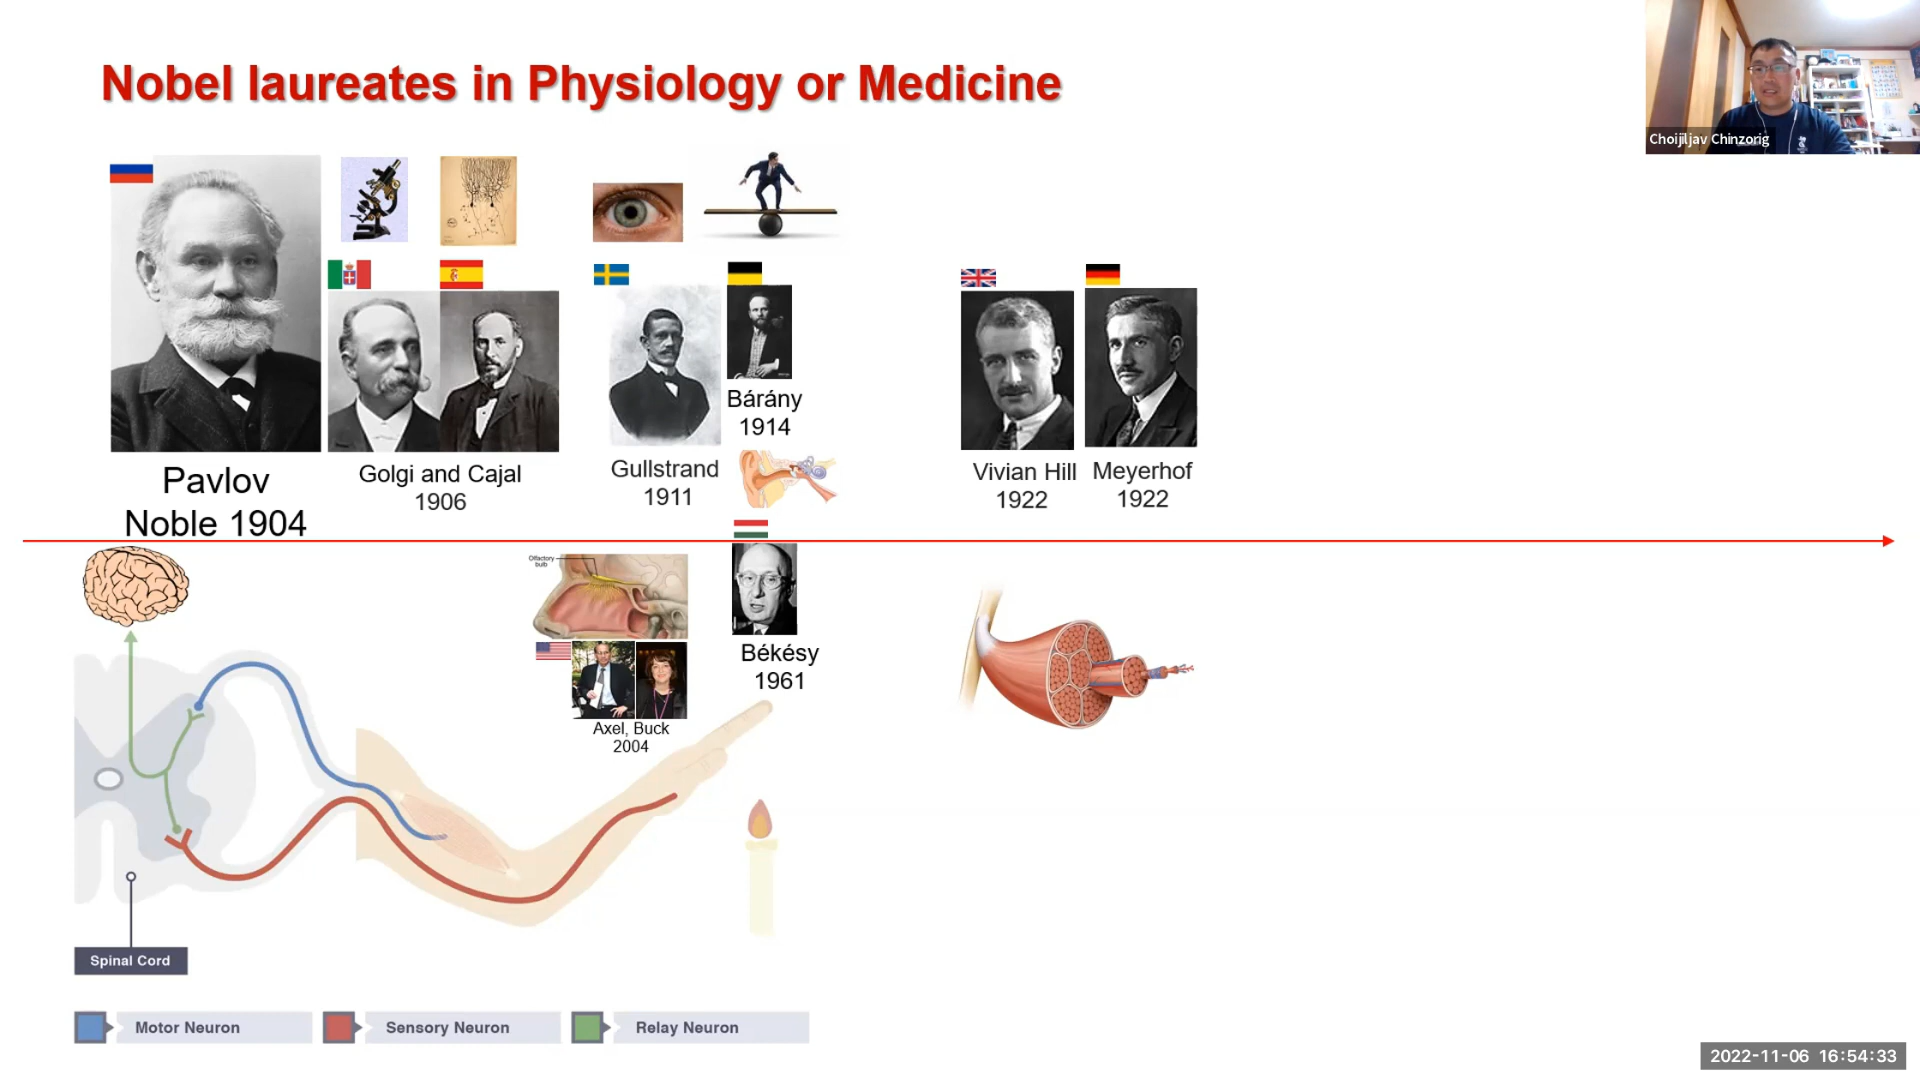 Nobel laureates in Physiology or Medicine
Choijiljav Chinzorig
Pavlov
Noble 1904
Golgi and Cajal
1906
Gullstrand
1911
Bárány
1914
Vivian Hill
1922
Meyerhof
1922
Olfactory
bulb
Axel, Buck
2004
Békésy
1961
Spinal Cord
Motor Neuron
Sensory Neuron
Relay Neuron
2022-11-06 16:54:33